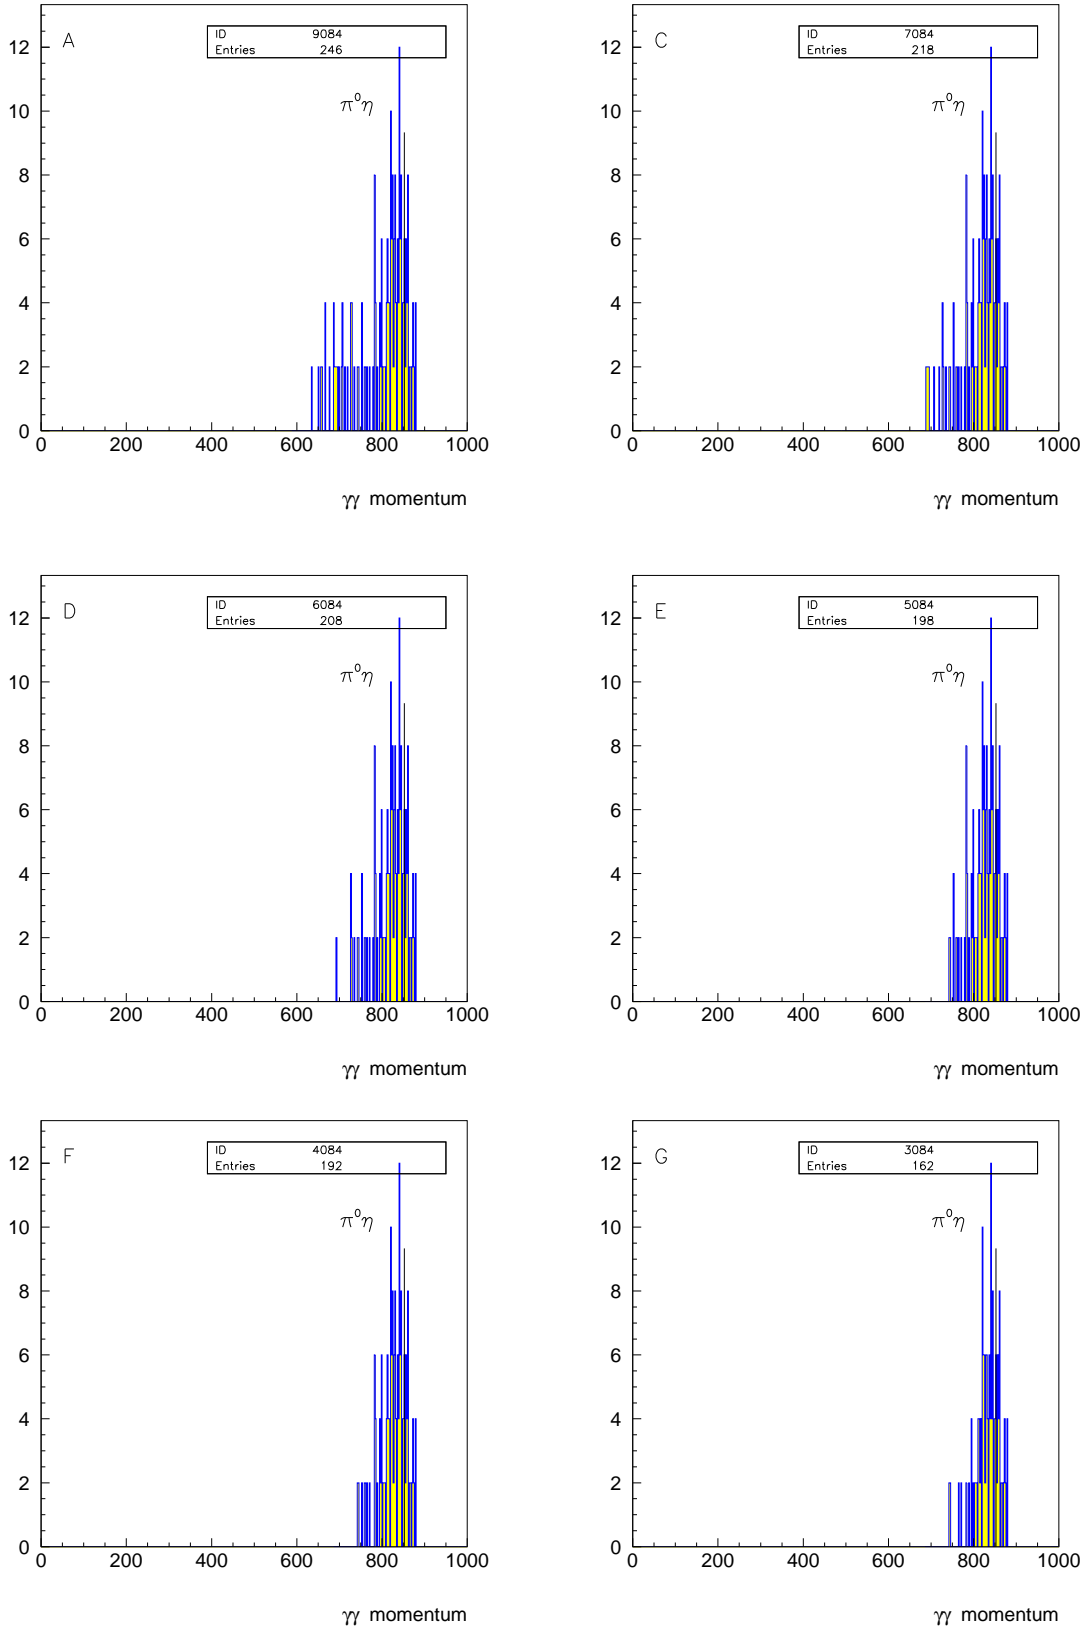 A
ID 9084
Entries 246
π⁰η
12
10
8
6
4
2
0
0 200 400 600 800 1000
γγ momentum
C
ID 7084
Entries 218
π⁰η
12
10
8
6
4
2
0
0 200 400 600 800 1000
γγ momentum
D
ID 6084
Entries 208
π⁰η
12
10
8
6
4
2
0
0 200 400 600 800 1000
γγ momentum
E
ID 5084
Entries 198
π⁰η
12
10
8
6
4
2
0
0 200 400 600 800 1000
γγ momentum
F
ID 4084
Entries 192
π⁰η
12
10
8
6
4
2
0
0 200 400 600 800 1000
γγ momentum
G
ID 3084
Entries 162
π⁰η
12
10
8
6
4
2
0
0 200 400 600 800 1000
γγ momentum